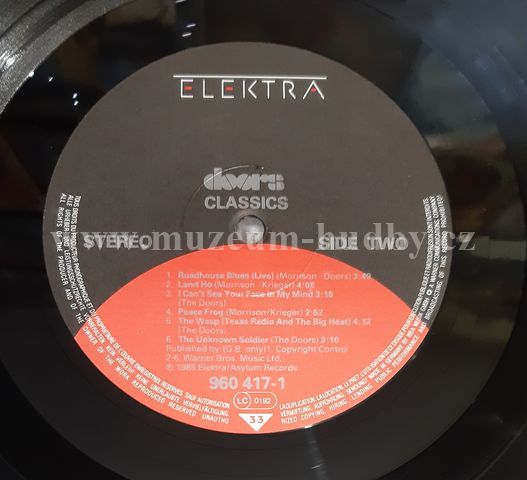 ELEKTRA
doors
CLASSICS
STEREO
SIDE TWO
www.muzeum-hudby.cz
1. Roadhouse Blues (Live) (Morrison - Doors) 3:49
2. Land Ho (Morrison - Krieger) 4:08
3. I Can't See Your Face In My Mind 3:18
(The Doors)
4. Peace Frog (Morrison/Krieger) 2:52
5. The Wasp (Texas Radio And The Big Beat) 4:12
(The Doors)
6. The Unknown Soldier (The Doors) 3:10
Published by:(G.B. only)1. Copyright Control
2-6. Warner Bros. Music Ltd.
℗ 1985 Elektra/Asylum Records
960 417-1
LC 0192
33